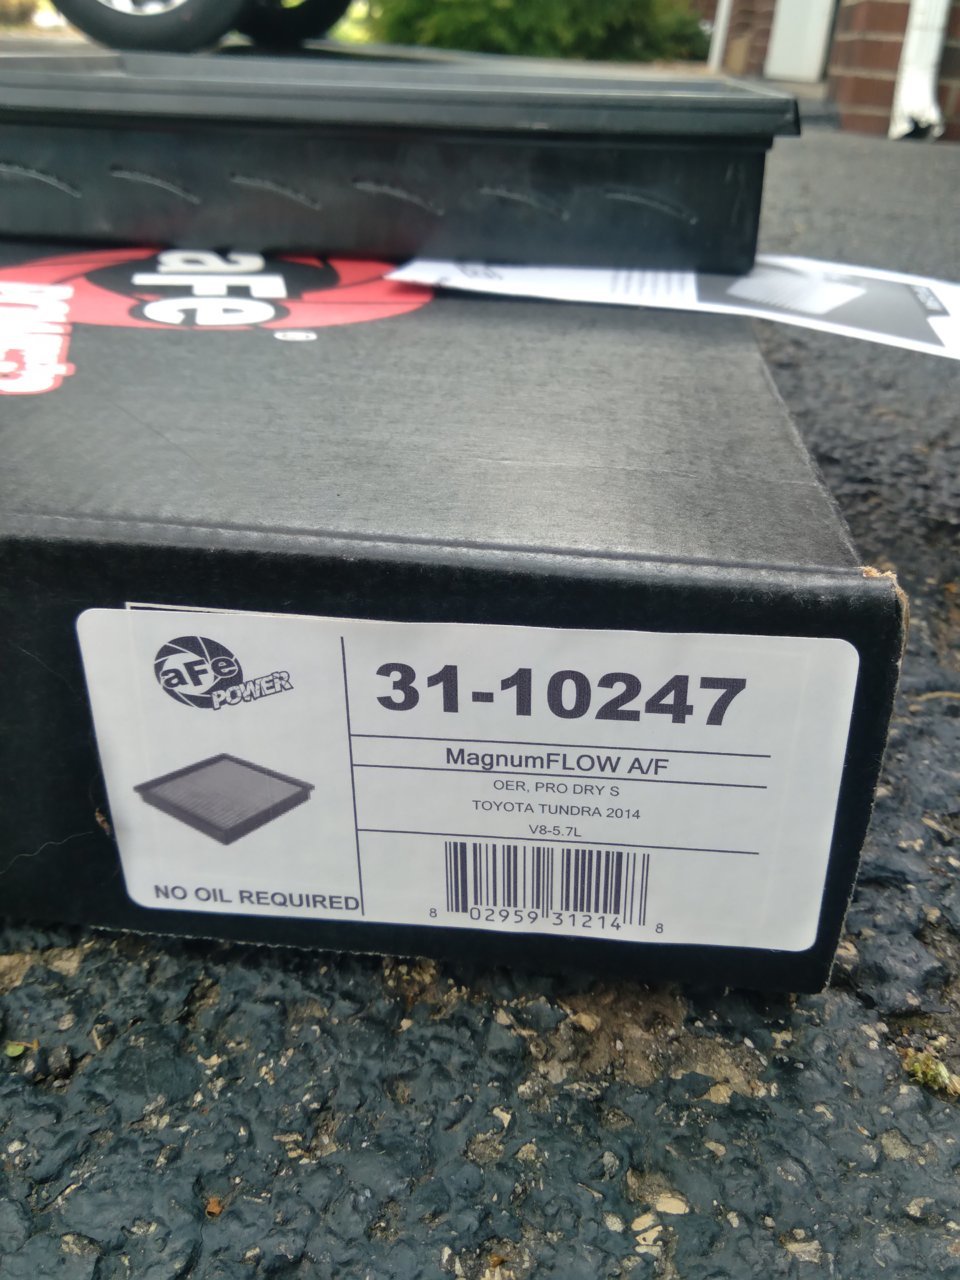 aFe
®
aFe
POWER
31-10247
MagnumFLOW A/F
OER, PRO DRY S
TOYOTA TUNDRA 2014
V8-5.7L
NO OIL REQUIRED
8 02959 31214 8